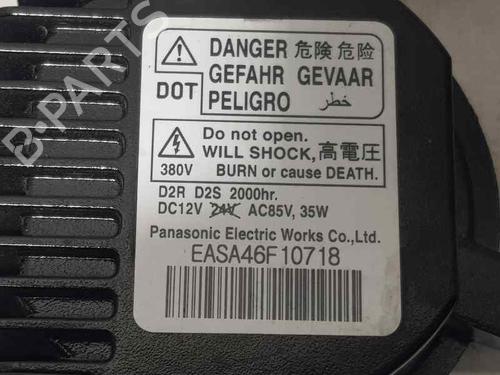 DANGER 危険 危险
GEFAHR GEVAAR
DOT PELIGRO خطر
Do not open.
WILL SHOCK, 高電圧
380V BURN or cause DEATH.
D2R D2S 2000hr.
DC12V 24V AC85V, 35W
Panasonic Electric Works Co.,Ltd.
EASA46F10718
B-PARTS